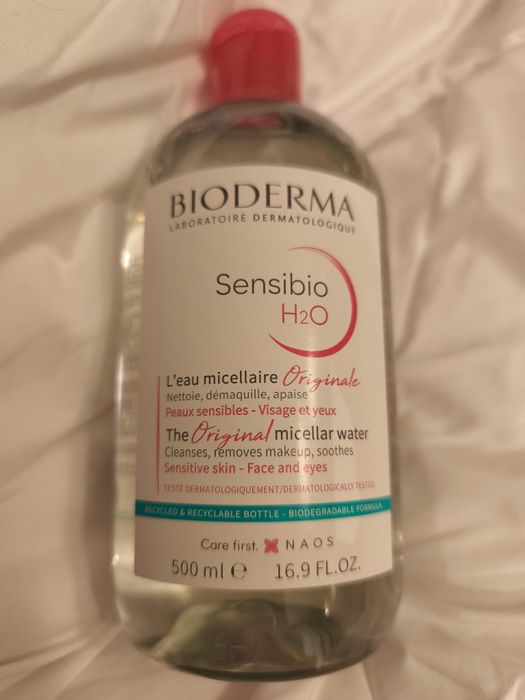 BIODERMA
LABORATOIRE DERMATOLOGIQUE
Sensibio
H2O
L'eau micellaire Originale
Nettoie, démaquille, apaise
Peaux sensibles - Visage et yeux
The Original micellar water
Cleanses, removes makeup, soothes
Sensitive skin - Face and eyes
TESTÉ DERMATOLOGIQUEMENT/DERMATOLOGICALLY TESTED
RECYCLED & RECYCLABLE BOTTLE - BIODEGRADABLE FORMULA
Care first. NAOS
500 ml ℮ 16.9 FL.OZ.